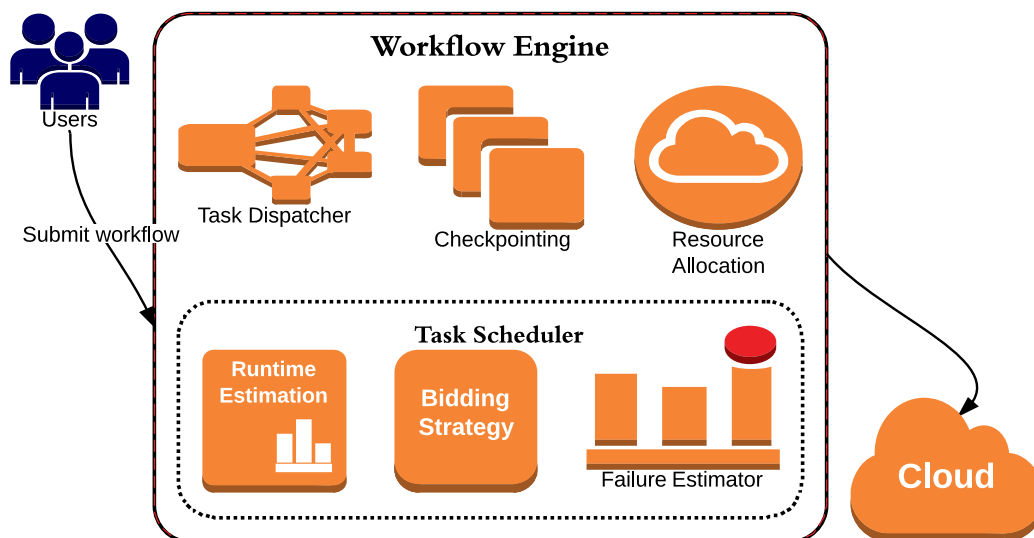 Workflow Engine
Users
Task Dispatcher
Submit workflow
Checkpointing
Resource
Allocation
Task Scheduler
Runtime
Estimation
Bidding
Strategy
Failure Estimator
Cloud